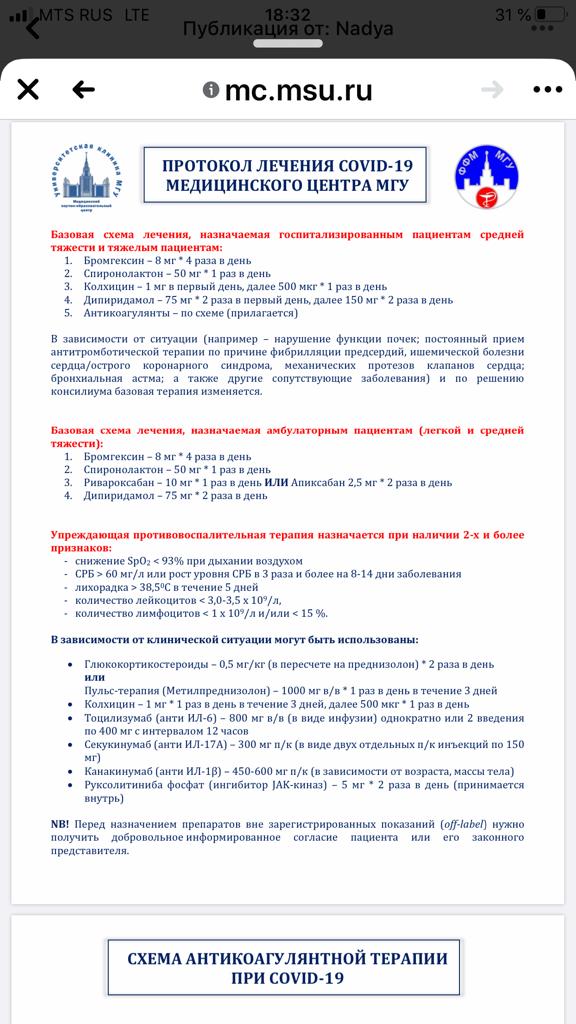 MTS RUS LTE 18:32 31 %
Публикация от: Nadya
mc.msu.ru
Университетская клиника МГУ
Медицинский
научно-образовательный
центр
ПРОТОКОЛ ЛЕЧЕНИЯ COVID-19
МЕДИЦИНСКОГО ЦЕНТРА МГУ
ФФМ МГУ
Базовая схема лечения, назначаемая госпитализированным пациентам средней
тяжести и тяжелым пациентам:
1. Бромгексин – 8 мг * 4 раза в день
2. Спиронолактон – 50 мг * 1 раз в день
3. Колхицин – 1 мг в первый день, далее 500 мкг * 1 раз в день
4. Дипиридамол – 75 мг * 2 раза в первый день, далее 150 мг * 2 раза в день
5. Антикоагулянты – по схеме (прилагается)
В зависимости от ситуации (например – нарушение функции почек; постоянный прием
антитромботической терапии по причине фибрилляции предсердий, ишемической болезни
сердца/острого коронарного синдрома, механических протезов клапанов сердца;
бронхиальная астма; а также другие сопутствующие заболевания) и по решению
консилиума базовая терапия изменяется.
Базовая схема лечения, назначаемая амбулаторным пациентам (легкой и средней
тяжести):
1. Бромгексин – 8 мг * 4 раза в день
2. Спиронолактон – 50 мг * 1 раз в день
3. Ривароксабан – 10 мг * 1 раз в день ИЛИ Апиксабан 2,5 мг * 2 раза в день
4. Дипиридамол – 75 мг * 2 раза в день
Упреждающая противовоспалительная терапия назначается при наличии 2-х и более
признаков:
- снижение SpO₂ < 93% при дыхании воздухом
- СРБ > 60 мг/л или рост уровня СРБ в 3 раза и более на 8-14 дни заболевания
- лихорадка > 38,5⁰С в течение 5 дней
- количество лейкоцитов < 3,0-3,5 х 10⁹/л,
- количество лимфоцитов < 1 х 10⁹/л и/или < 15 %.
В зависимости от клинической ситуации могут быть использованы:
• Глюкокортикостероиды – 0,5 мг/кг (в пересчете на преднизолон) * 2 раза в день
или
Пульс-терапия (Метилпреднизолон) – 1000 мг в/в * 1 раз в день в течение 3 дней
• Колхицин – 1 мг * 1 раз в день в течение 3 дней, далее 500 мкг * 1 раз в день
• Тоцилизумаб (анти ИЛ-6) – 800 мг в/в (в виде инфузии) однократно или 2 введения
по 400 мг с интервалом 12 часов
• Секукинумаб (анти ИЛ-17А) – 300 мг п/к (в виде двух отдельных п/к инъекций по 150
мг)
• Канакинумаб (анти ИЛ-1β) – 450-600 мг п/к (в зависимости от возраста, массы тела)
• Руксолитиниба фосфат (ингибитор JAK-киназ) – 5 мг * 2 раза в день (принимается
внутрь)
NB! Перед назначением препаратов вне зарегистрированных показаний (off-label) нужно
получить добровольное информированное согласие пациента или его законного
представителя.
СХЕМА АНТИКОАГУЛЯНТНОЙ ТЕРАПИИ
ПРИ COVID-19